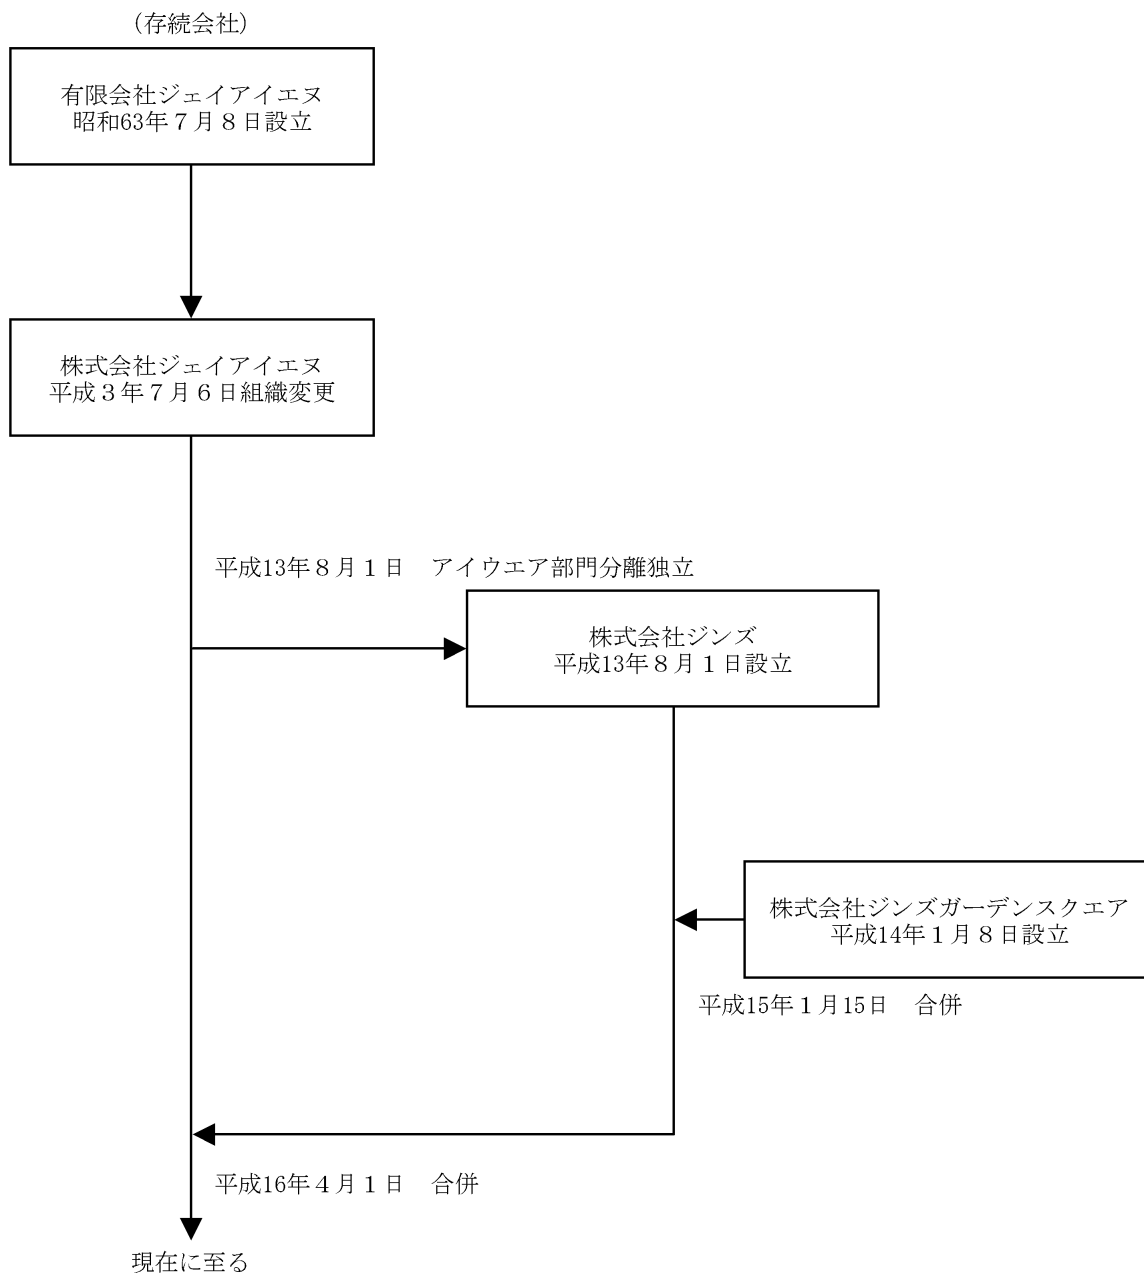 （存続会社）
有限会社ジェイアイエヌ
昭和63年７月８日設立
株式会社ジェイアイエヌ
平成３年７月６日組織変更
平成13年８月１日　アイウエア部門分離独立
株式会社ジンズ
平成13年８月１日設立
株式会社ジンズガーデンスクエア
平成14年１月８日設立
平成15年１月15日　合併
平成16年４月１日　合併
現在に至る